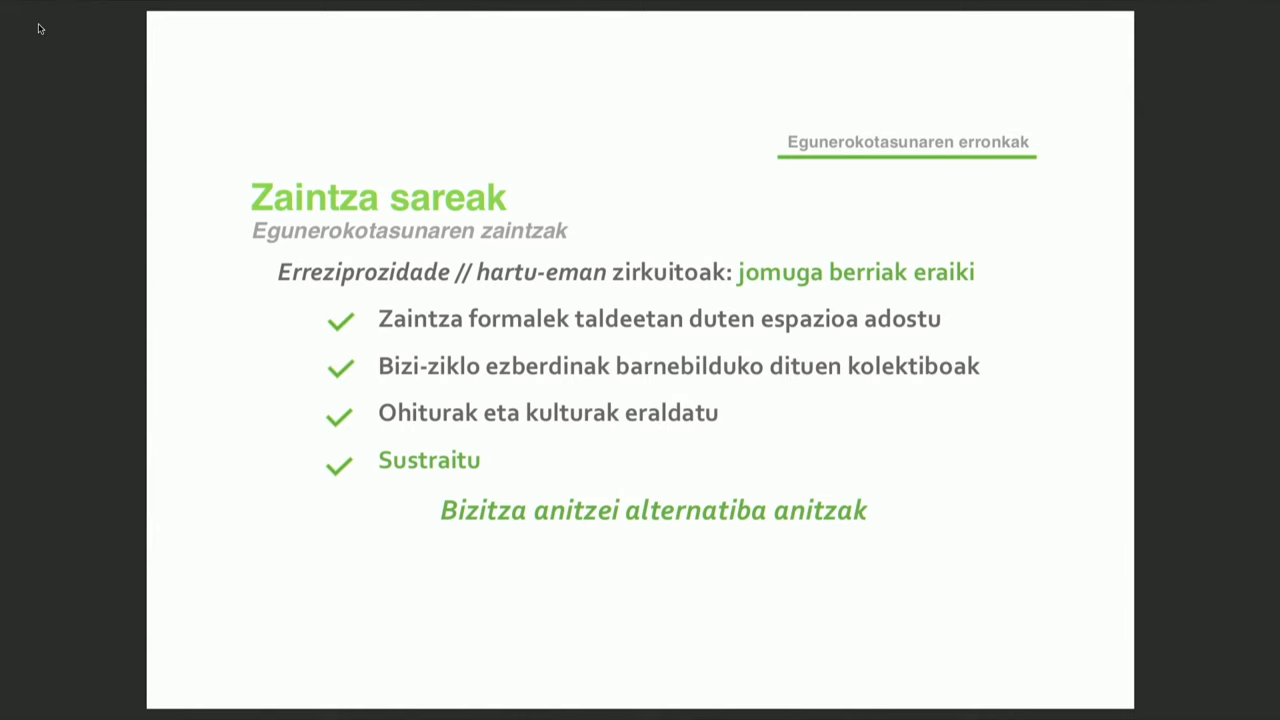 Egunerokotasunaren erronkak
Zaintza sareak
Egunerokotasunaren zaintzak
Erreziprozidade // hartu-eman zirkuitoak: jomuga berriak eraiki
Zaintza formalek taldeetan duten espazioa adostu
Bizi-ziklo ezberdinak barnebilduko dituen kolektiboak
Ohiturak eta kulturak eraldatu
Sustraitu
Bizitza anitzei alternatiba anitzak